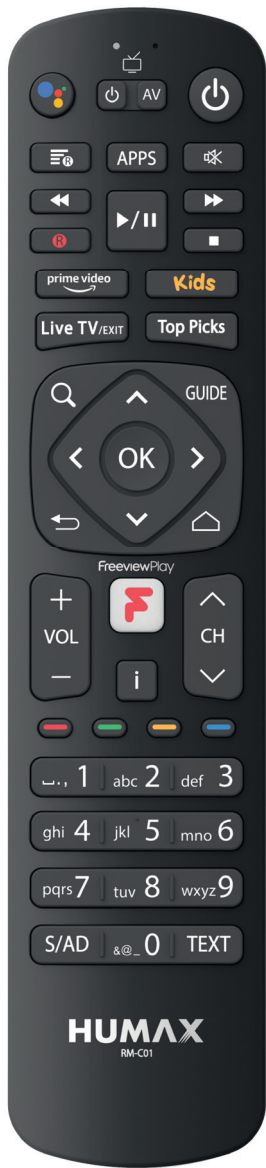 AV
R
APPS
R
prime video
Kids
Live TV/EXIT
Top Picks
GUIDE
OK
FreeviewPlay
F
+
VOL
−
CH
i
⎵., 1 abc 2 def 3
ghi 4 jkl 5 mno 6
pqrs 7 tuv 8 wxyz 9
S/AD &@_ 0 TEXT
HUMAX
RM-C01